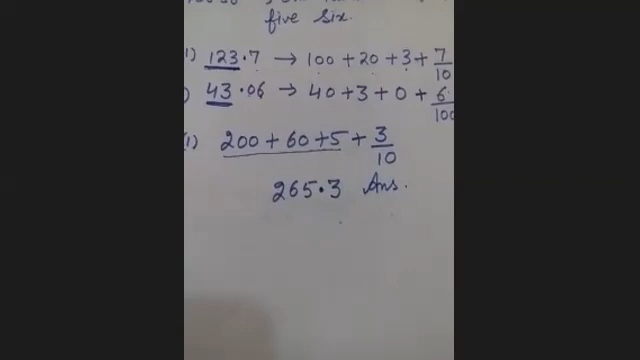 five six.
1) 123.7 → 100 + 20 + 3 + 7/10
) 43.06 → 40 + 3 + 0 + 6/100
(1) 200 + 60 + 5 + 3/10
265.3 Ans.